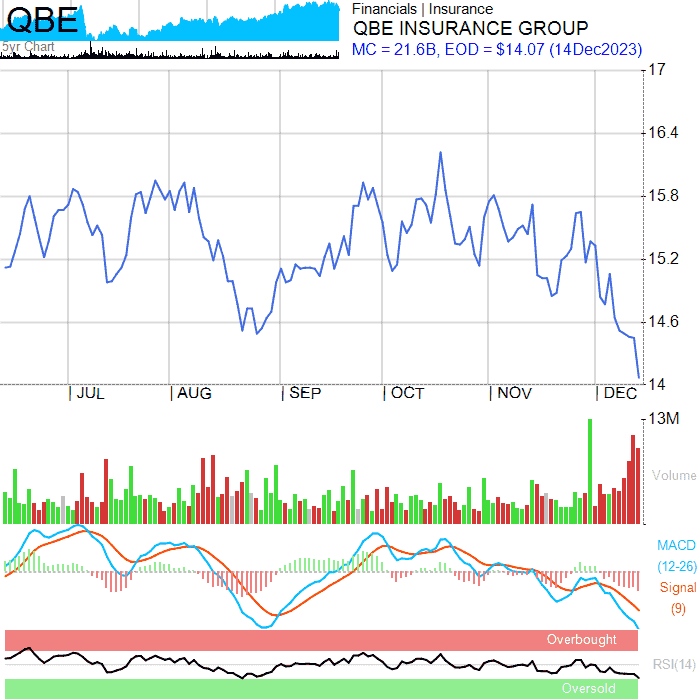 QBE
5yr Chart
Financials | Insurance
QBE INSURANCE GROUP
MC = 21.6B, EOD = $14.07 (14Dec2023)
17
16.4
15.8
15.2
14.6
14
| JUL | AUG | SEP | OCT | NOV | DEC
13M
Volume
MACD
(12-26)
Signal
(9)
Overbought
RSI(14)
Oversold